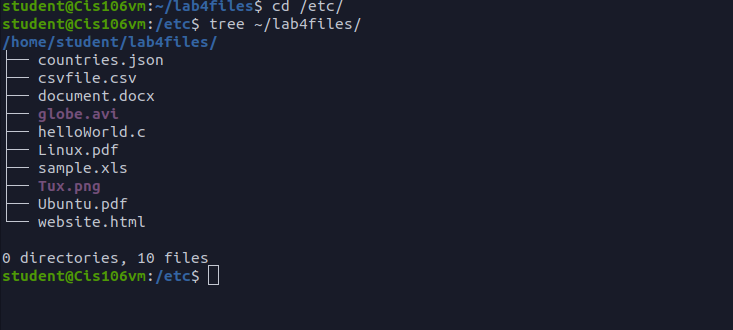 student@Cis106vm:~/lab4files$ cd /etc/
student@Cis106vm:/etc$ tree ~/lab4files/
/home/student/lab4files/
├── countries.json
├── csvfile.csv
├── document.docx
├── globe.avi
├── helloWorld.c
├── Linux.pdf
├── sample.xls
├── Tux.png
├── Ubuntu.pdf
└── website.html
0 directories, 10 files
student@Cis106vm:/etc$